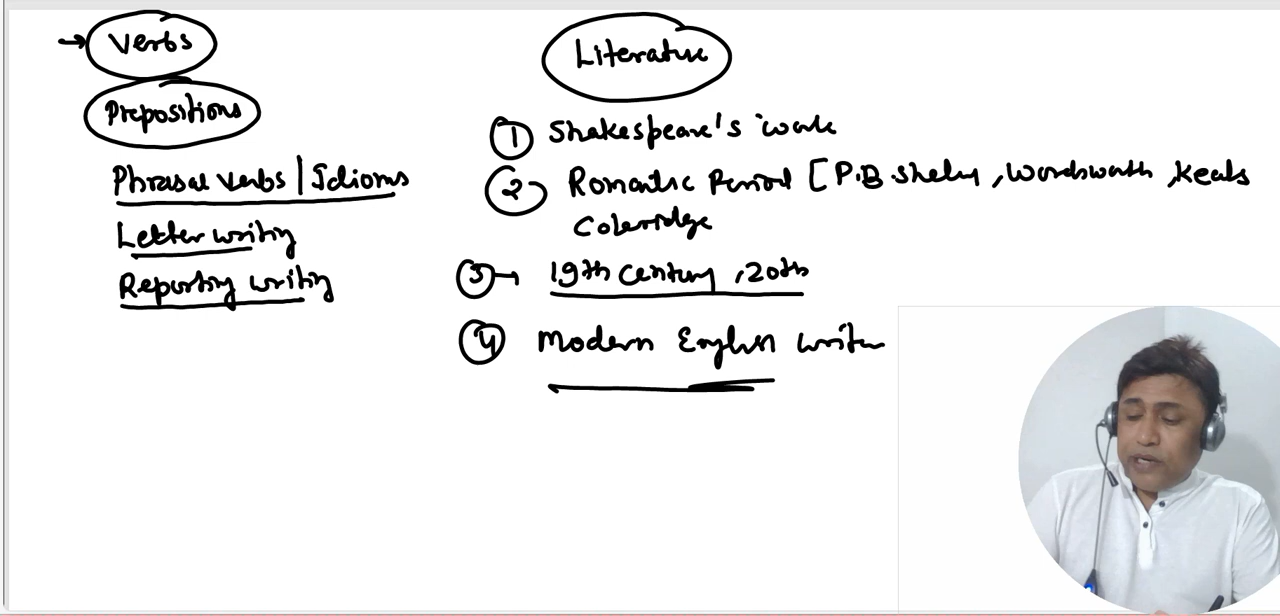 Verbs
Prepositions
Phrasal verbs | Idioms
Letter writing
Reporting writing
Literature
1 Shakespeare's work
2 Romantic Period [P.B. Shelly, Wordsworth, Keats
Coleridge
3 19th Century, 20th
4 Modern English writer